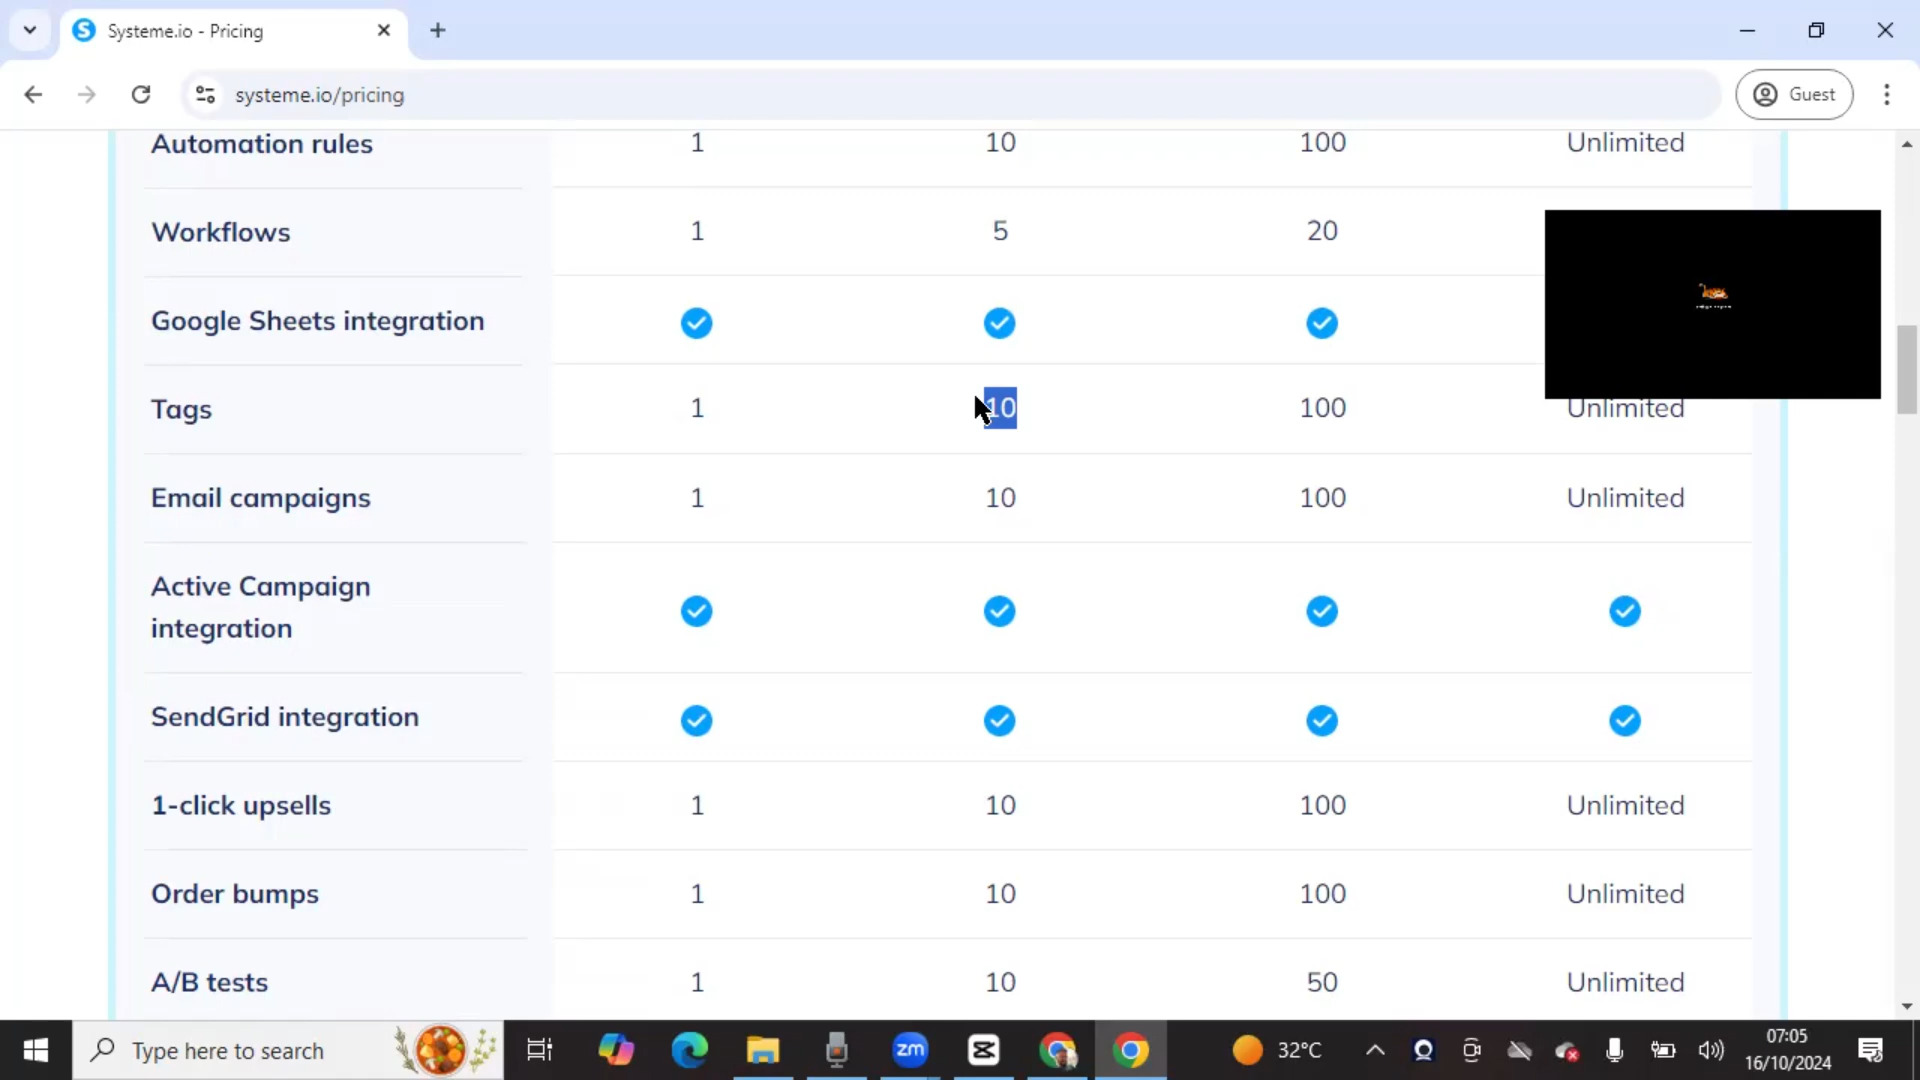 Systeme.io - Pricing
systeme.io/pricing
Guest
Automation rules 1 10 100 Unlimited
Workflows 1 5 20
Google Sheets integration
Tags 1 10 100 Unlimited
Email campaigns 1 10 100 Unlimited
Active Campaign
integration
SendGrid integration
1-click upsells 1 10 100 Unlimited
Order bumps 1 10 100 Unlimited
A/B tests 1 10 50 Unlimited
Type here to search
zm
32°C
07:05
16/10/2024